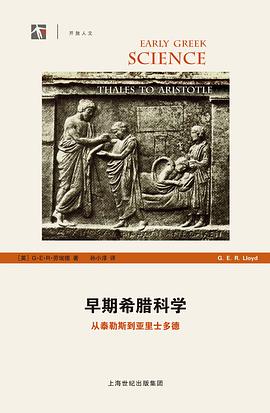 开放人文
EARLY GREEK
SCIENCE
THALES TO ARISTOTLE
[英] G·E·R·劳埃德 著 孙小淳 译
G. E. R. Lloyd
早期希腊科学
从泰勒斯到亚里士多德
上海世纪出版集团